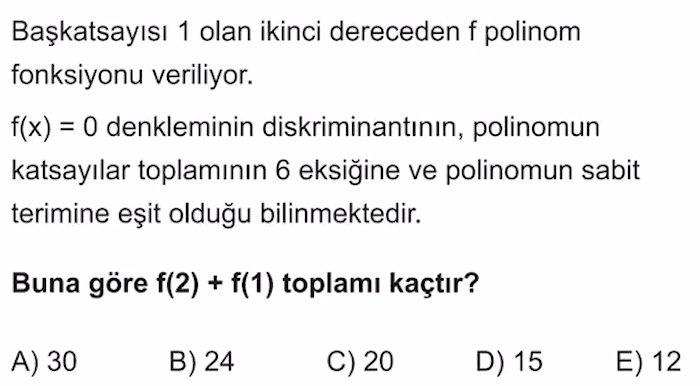 Başkatsayısı 1 olan ikinci dereceden f polinom
fonksiyonu veriliyor.
f(x) = 0 denkleminin diskriminantının, polinomun
katsayılar toplamının 6 eksiğine ve polinomun sabit
terimine eşit olduğu bilinmektedir.
Buna göre f(2) + f(1) toplamı kaçtır?
A) 30 B) 24 C) 20 D) 15 E) 12